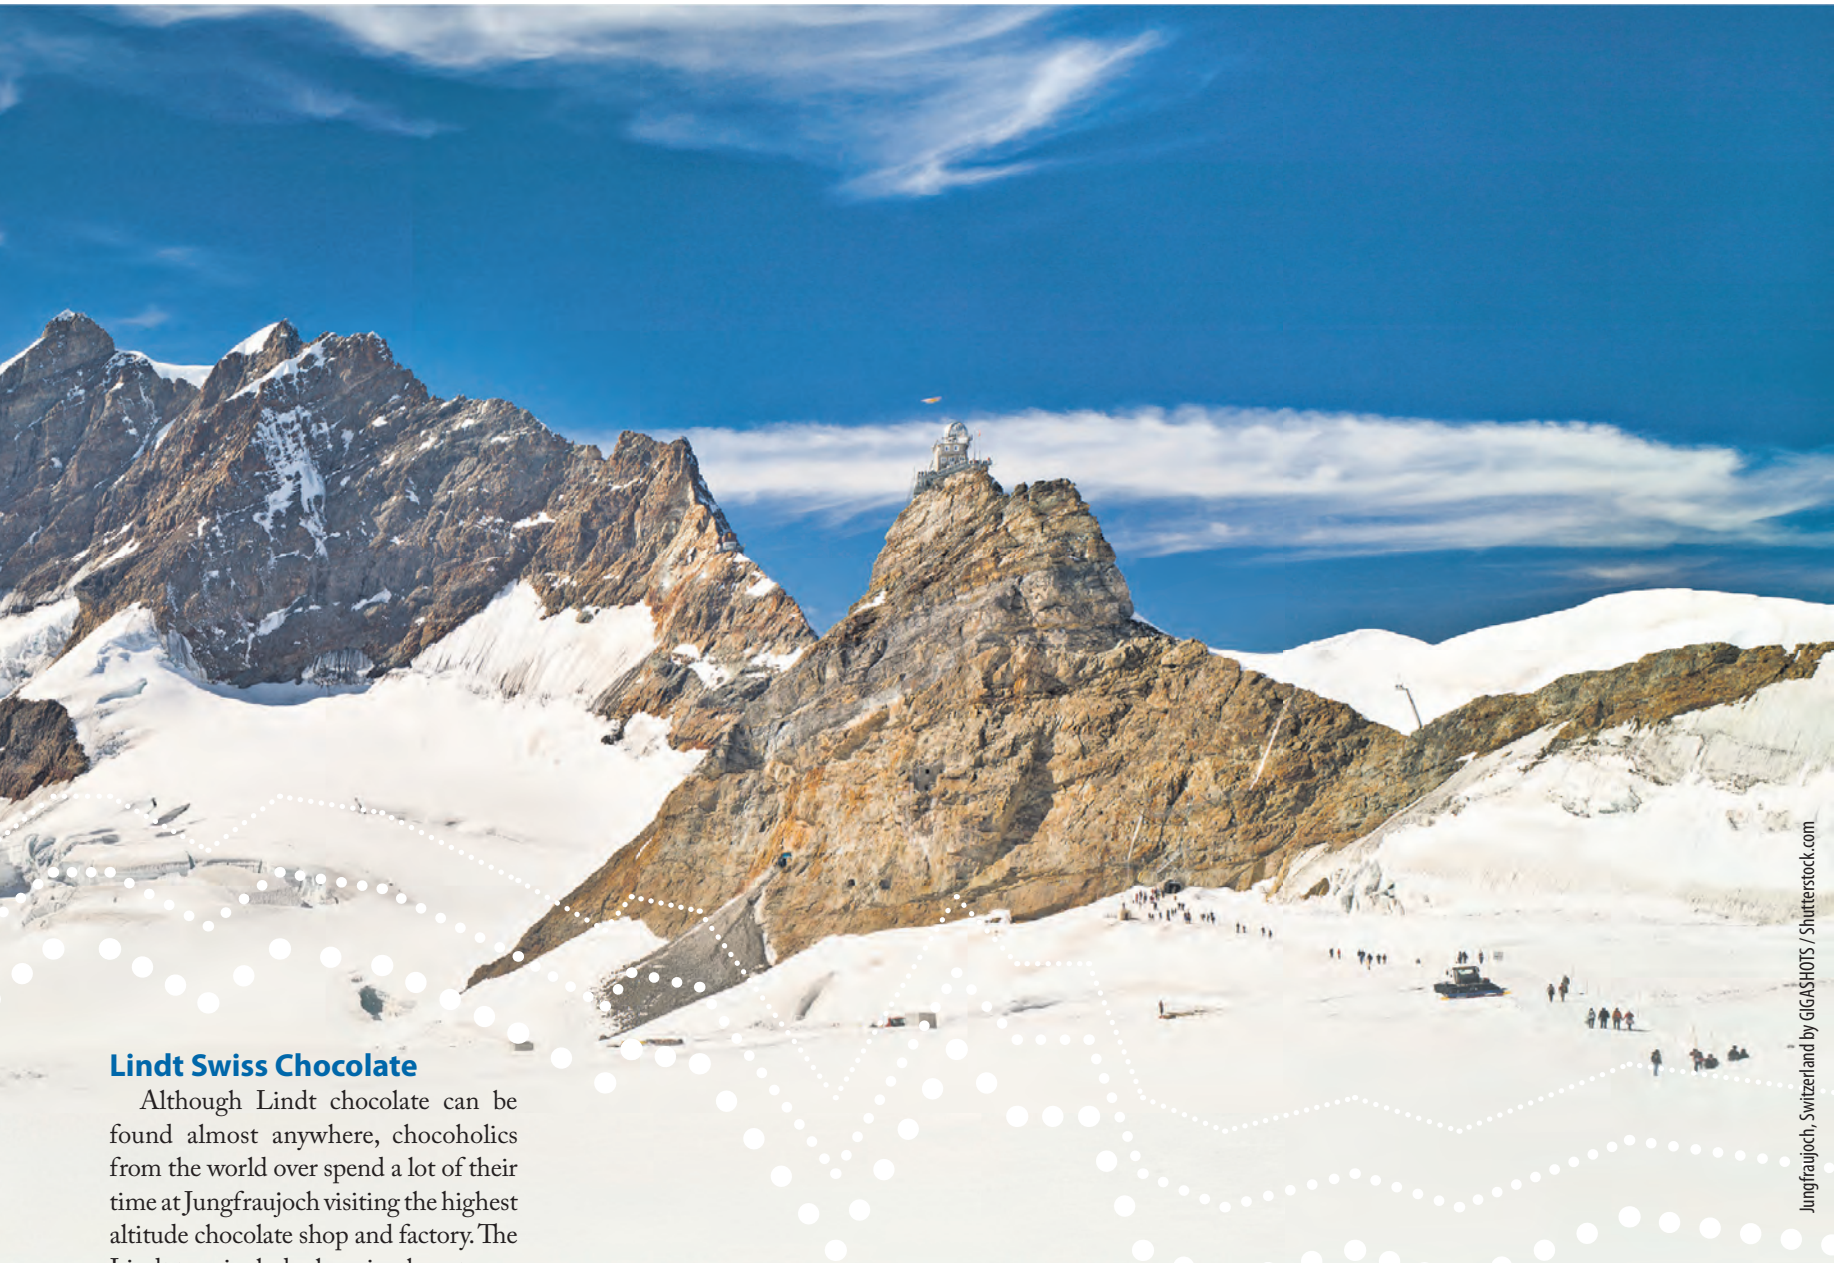 Lindt Swiss Chocolate
Although Lindt chocolate can be
found almost anywhere, chocoholics
from the world over spend a lot of their
time at Jungfraujoch visiting the highest
altitude chocolate shop and factory. The
Jungfraujoch, Switzerland by GIGASHOTS / Shutterstock.com